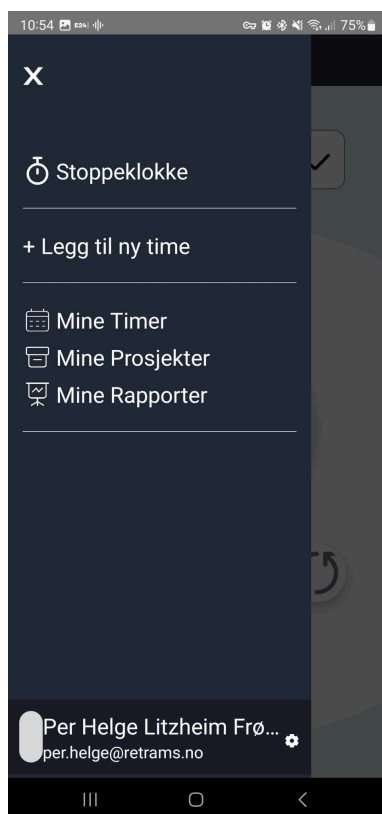 10:54 E24 75%
X
Stoppeklokke
+ Legg til ny time
Mine Timer
Mine Prosjekter
Mine Rapporter
Per Helge Litzheim Frø...
per.helge@retrams.no